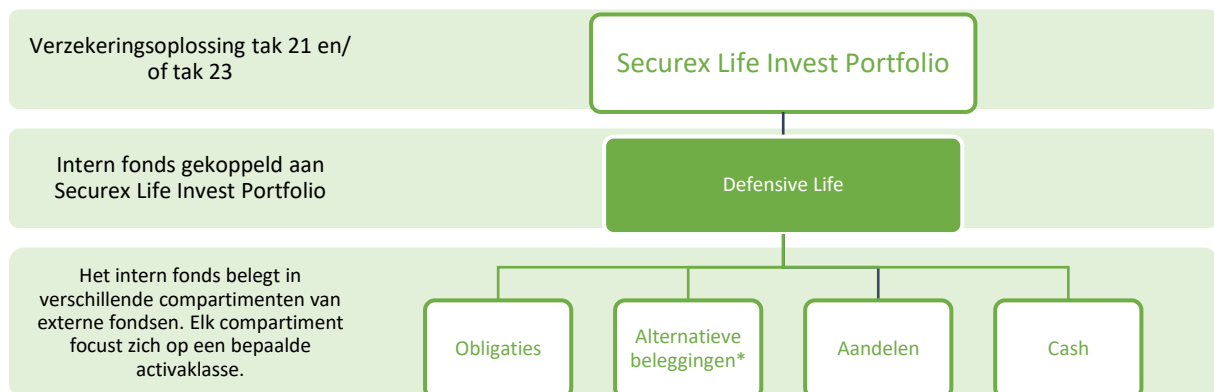 Verzekeringsoplossing tak 21 en/
of tak 23
Securex Life Invest Portfolio
Intern fonds gekoppeld aan
Securex Life Invest Portfolio
Defensive Life
Het intern fonds belegt in
verschillende compartimenten van
externe fondsen. Elk compartiment
focust zich op een bepaalde
activaklasse.
Obligaties
Alternatieve
beleggingen*
Aandelen
Cash